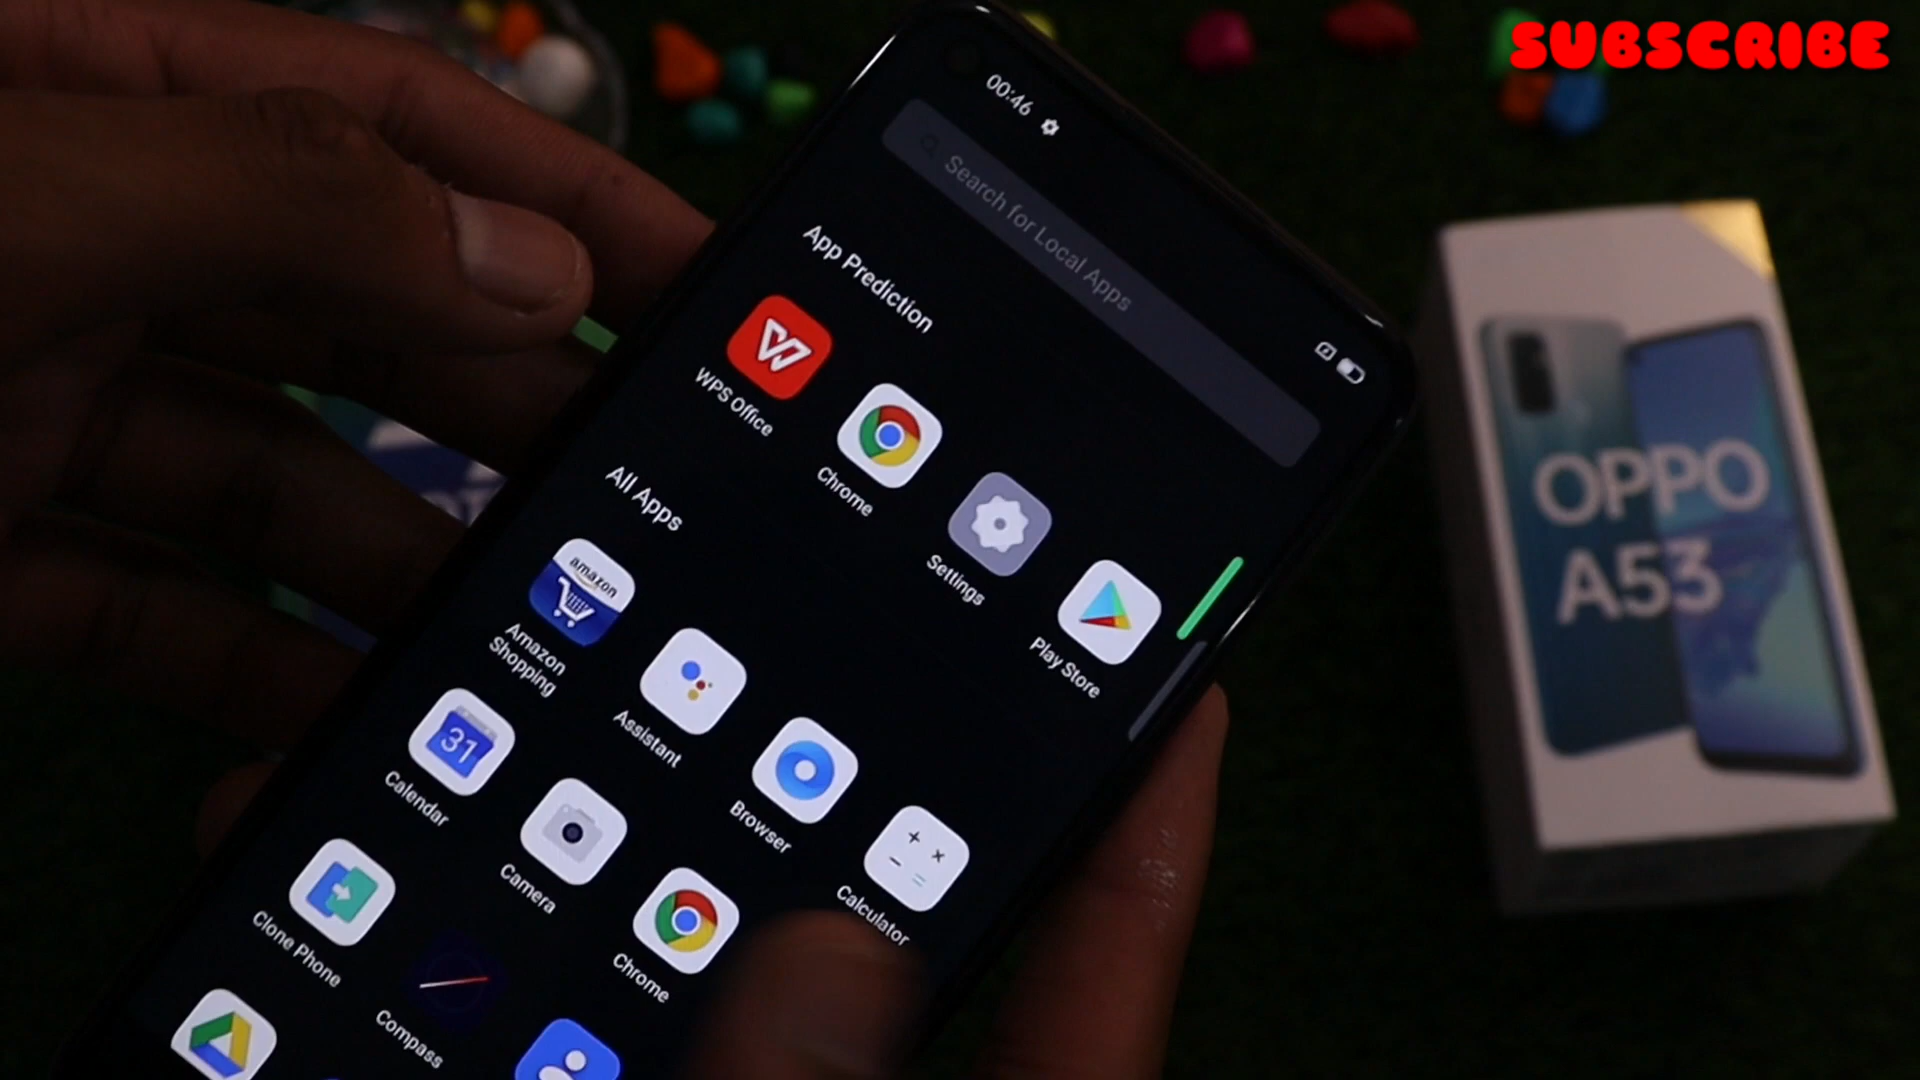 SUBSCRIBE
00:46
Search for Local Apps
App Prediction
WPS Office
Chrome
Settings
Play Store
All Apps
amazon
Amazon
Shopping
Assistant
Browser
Calculator
31
Calendar
Camera
Chrome
Clone Phone
Compass
OPPO
A53